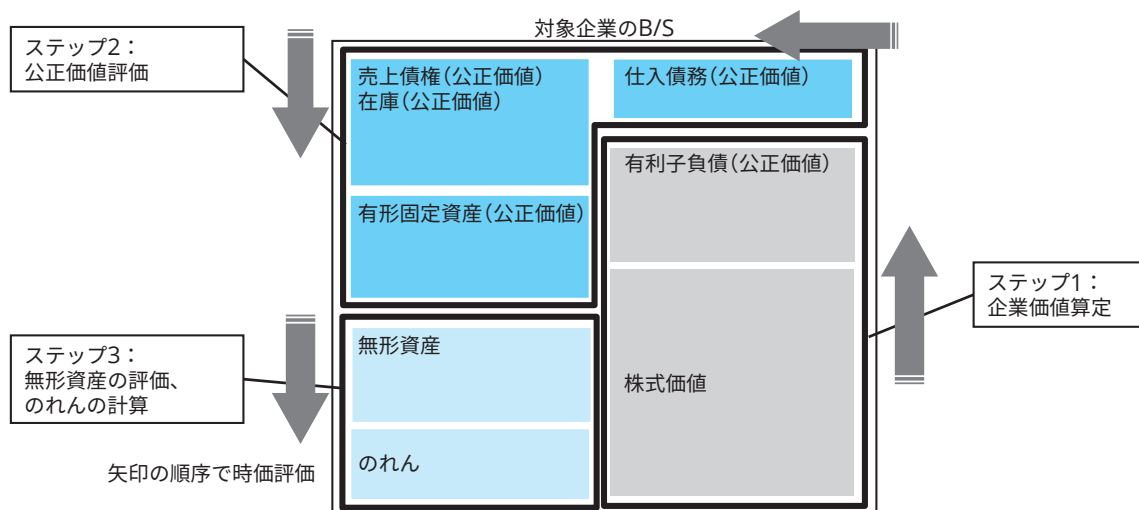 対象企業のB/S
ステップ2：
公正価値評価
売上債権（公正価値）
在庫（公正価値）
仕入債務（公正価値）
有利子負債（公正価値）
有形固定資産（公正価値）
ステップ1：
企業価値算定
ステップ3：
無形資産の評価、
のれんの計算
無形資産
株式価値
のれん
矢印の順序で時価評価